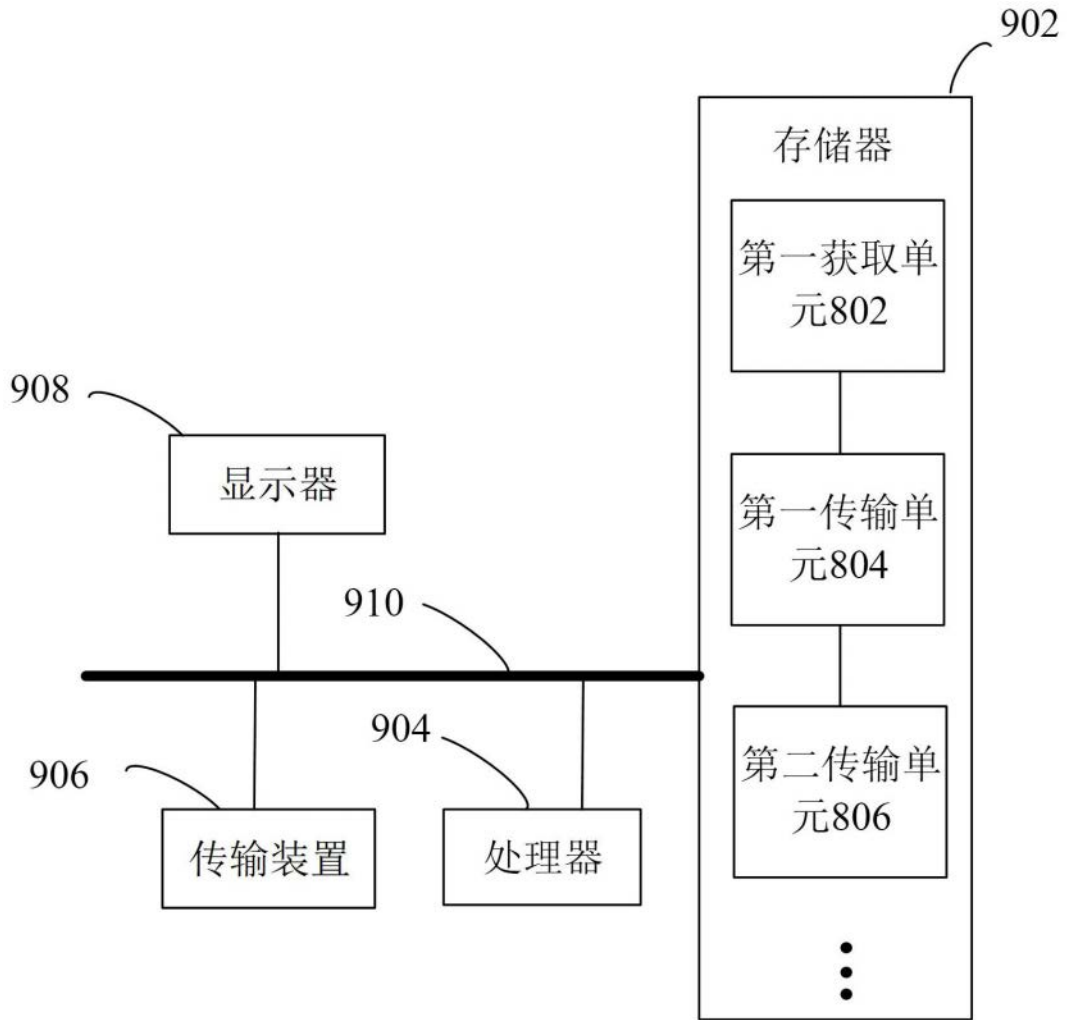 902
存储器
第一获取单
元802
908
显示器
第一传输单
元804
910
904
906
第二传输单
元806
传输装置
处理器